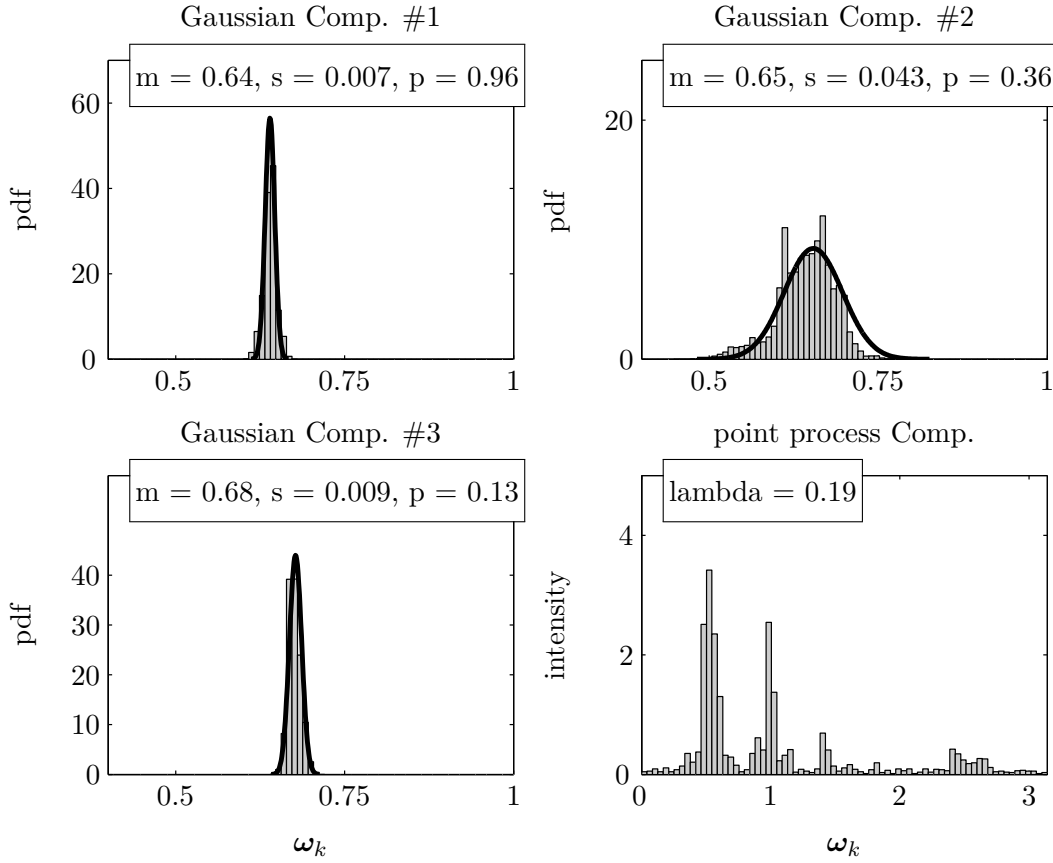 Gaussian Comp. #1
m = 0.64, s = 0.007, p = 0.96
pdf
60
40
20
0
0.5
0.75
1
Gaussian Comp. #2
m = 0.65, s = 0.043, p = 0.36
pdf
20
0
0.5
0.75
1
Gaussian Comp. #3
m = 0.68, s = 0.009, p = 0.13
pdf
40
30
20
10
0
0.5
0.75
1
ω_k
point process Comp.
lambda = 0.19
intensity
4
2
0
0
1
2
3
ω_k